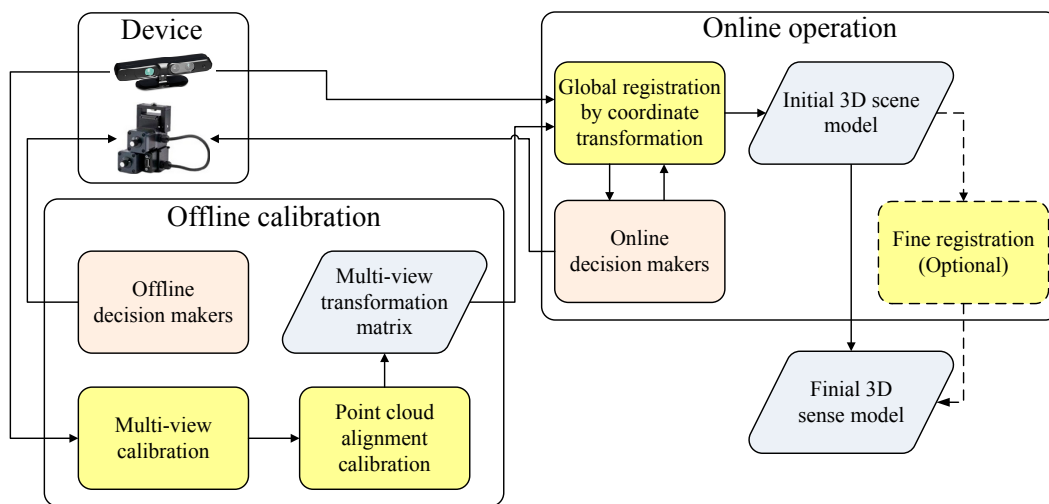 Device
Online operation
Global registration
by coordinate
transformation
Initial 3D scene
model
Online
decision makers
Fine registration
(Optional)
Offline calibration
Offline
decision makers
Multi-view
transformation
matrix
Multi-view
calibration
Point cloud
alignment
calibration
Finial 3D
sense model